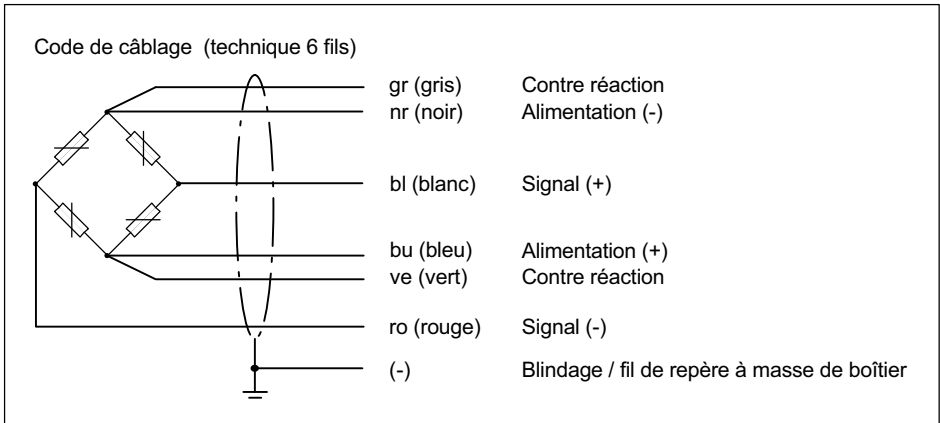 Code de câblage (technique 6 fils)
gr (gris) Contre réaction
nr (noir) Alimentation (-)
bl (blanc) Signal (+)
bu (bleu) Alimentation (+)
ve (vert) Contre réaction
ro (rouge) Signal (-)
(-) Blindage / fil de repère à masse de boîtier